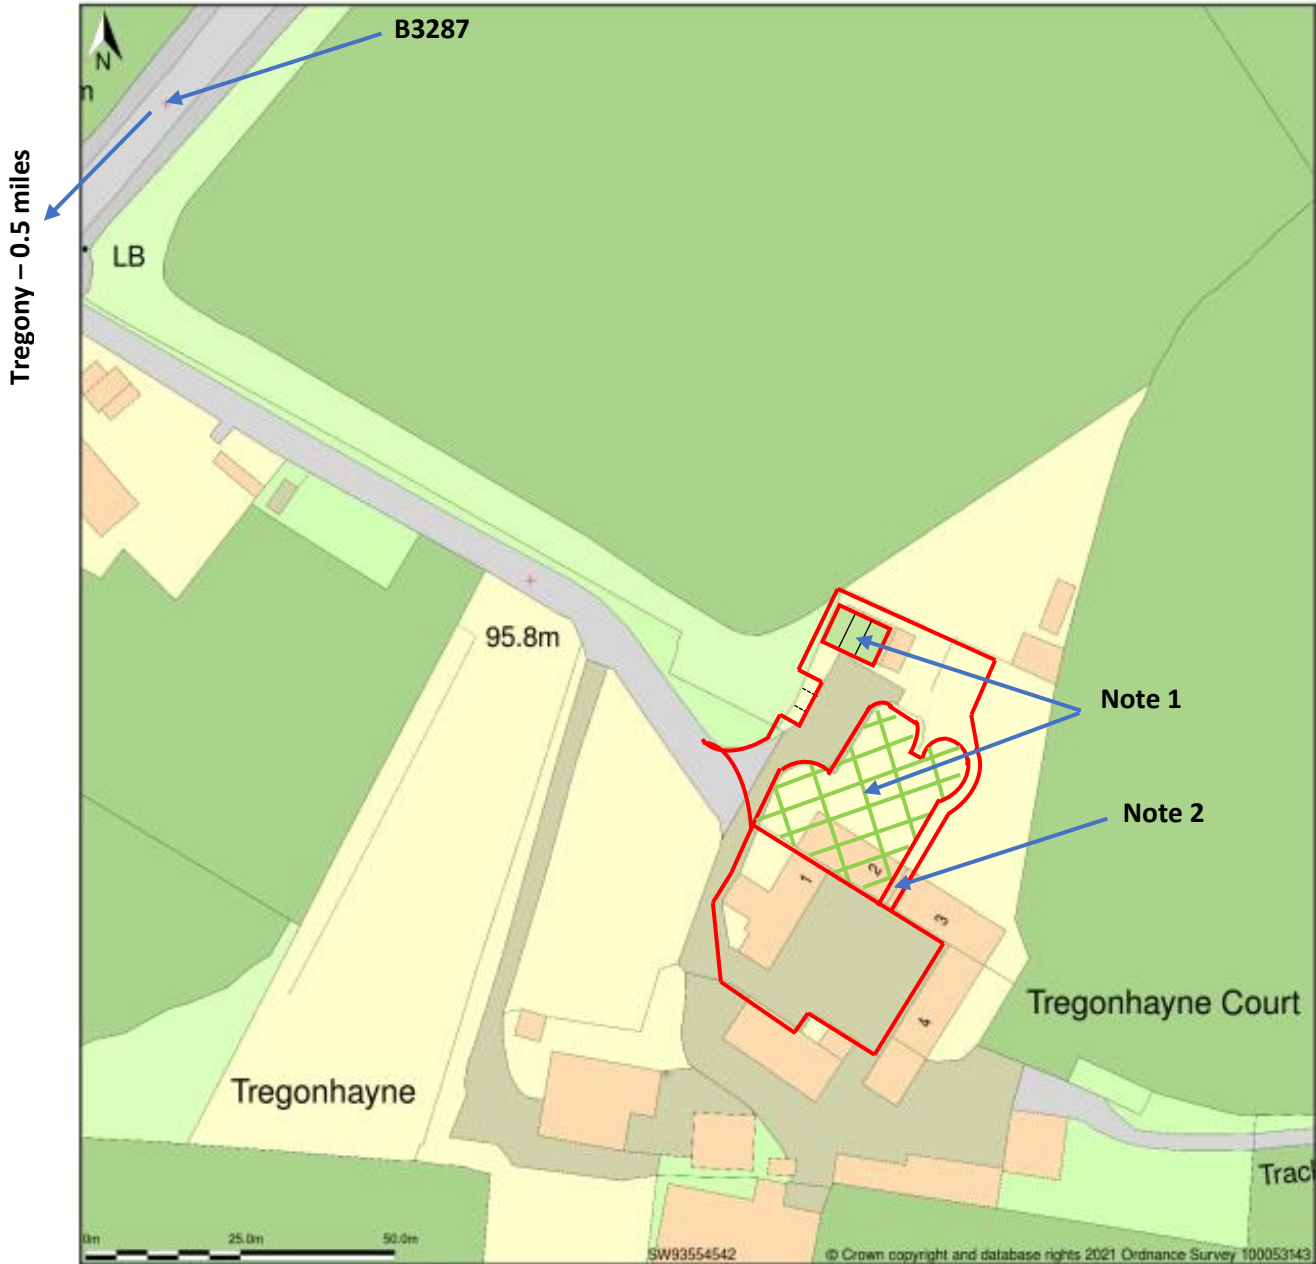 B3287
N
m
Tregony – 0.5 miles
LB
95.8m
Note 1
Note 2
1
2
3
4
Tregonhayne Court
Tregonhayne
Trac
0m 25.0m 50.0m
SW93554542
© Crown copyright and database rights 2021 Ordnance Survey 100053143